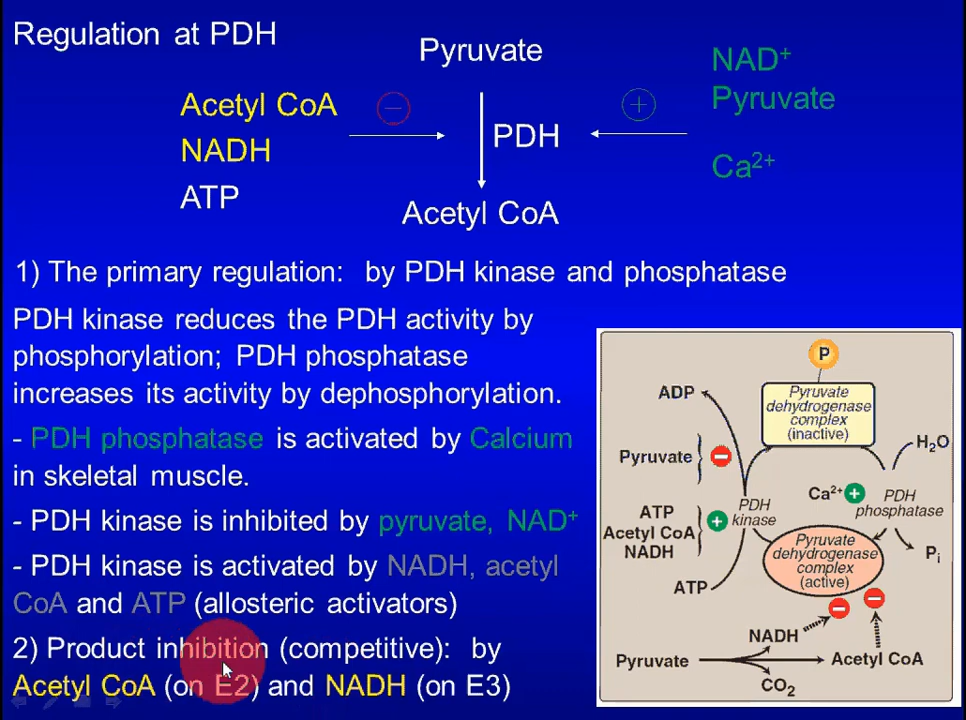 Regulation at PDH
Pyruvate
NAD+
Pyruvate
Ca2+
Acetyl CoA
NADH
ATP
−
+
PDH
Acetyl CoA
1) The primary regulation: by PDH kinase and phosphatase
PDH kinase reduces the PDH activity by
phosphorylation; PDH phosphatase
increases its activity by dephosphorylation.
- PDH phosphatase is activated by Calcium
in skeletal muscle.
- PDH kinase is inhibited by pyruvate, NAD+
- PDH kinase is activated by NADH, acetyl
CoA and ATP (allosteric activators)
2) Product inhibition (competitive): by
Acetyl CoA (on E2) and NADH (on E3)
P
Pyruvate
dehydrogenase
complex
(inactive)
ADP
Pyruvate
−
ATP
Acetyl CoA
NADH
+
PDH
kinase
ATP
H2O
Ca2+ +
PDH
phosphatase
Pi
Pyruvate
dehydrogenase
complex
(active)
−
−
NADH
Pyruvate
Acetyl CoA
CO2